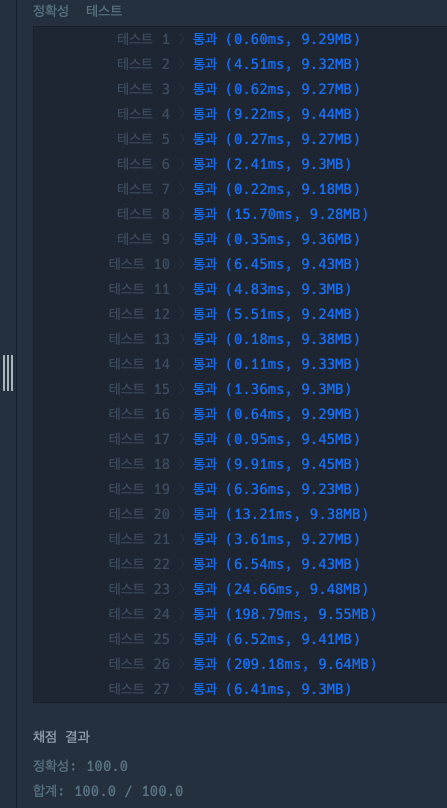 정확성  테스트
테스트 1 〉 통과 (0.60ms, 9.29MB)
테스트 2 〉 통과 (4.51ms, 9.32MB)
테스트 3 〉 통과 (0.62ms, 9.27MB)
테스트 4 〉 통과 (9.22ms, 9.44MB)
테스트 5 〉 통과 (0.27ms, 9.27MB)
테스트 6 〉 통과 (2.41ms, 9.3MB)
테스트 7 〉 통과 (0.22ms, 9.18MB)
테스트 8 〉 통과 (15.70ms, 9.28MB)
테스트 9 〉 통과 (0.35ms, 9.36MB)
테스트 10 〉 통과 (6.45ms, 9.43MB)
테스트 11 〉 통과 (4.83ms, 9.3MB)
테스트 12 〉 통과 (5.51ms, 9.24MB)
테스트 13 〉 통과 (0.18ms, 9.38MB)
테스트 14 〉 통과 (0.11ms, 9.33MB)
테스트 15 〉 통과 (1.36ms, 9.3MB)
테스트 16 〉 통과 (0.64ms, 9.29MB)
테스트 17 〉 통과 (0.95ms, 9.45MB)
테스트 18 〉 통과 (9.91ms, 9.45MB)
테스트 19 〉 통과 (6.36ms, 9.23MB)
테스트 20 〉 통과 (13.21ms, 9.38MB)
테스트 21 〉 통과 (3.61ms, 9.27MB)
테스트 22 〉 통과 (6.54ms, 9.43MB)
테스트 23 〉 통과 (24.66ms, 9.48MB)
테스트 24 〉 통과 (198.79ms, 9.55MB)
테스트 25 〉 통과 (6.52ms, 9.41MB)
테스트 26 〉 통과 (209.18ms, 9.64MB)
테스트 27 〉 통과 (6.41ms, 9.3MB)
채점 결과
정확성: 100.0
합계: 100.0 / 100.0